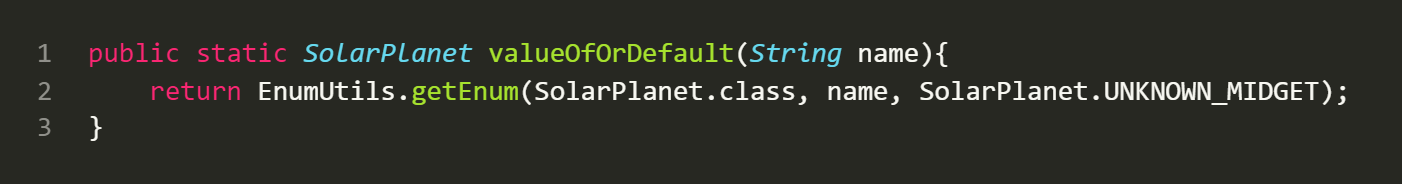 1 public static SolarPlanet valueOfOrDefault(String name){
2     return EnumUtils.getEnum(SolarPlanet.class, name, SolarPlanet.UNKNOWN_MIDGET);
3 }